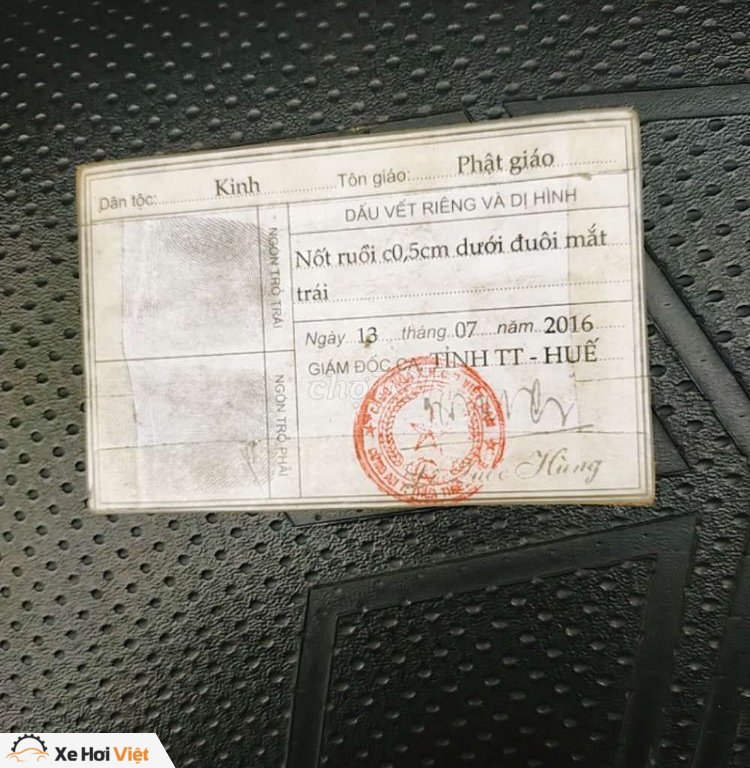 Dân tộc: Kinh Tôn giáo: Phật giáo
DẤU VẾT RIÊNG VÀ DỊ HÌNH
NGÓN TRỎ TRÁI
Nốt ruồi c0,5cm dưới đuôi mắt
trái
Ngày 13 tháng 07 năm 2016
GIÁM ĐỐC CA TỈNH TT - HUẾ
NGÓN TRỎ PHẢI
Hùng
Xe Hơi Việt